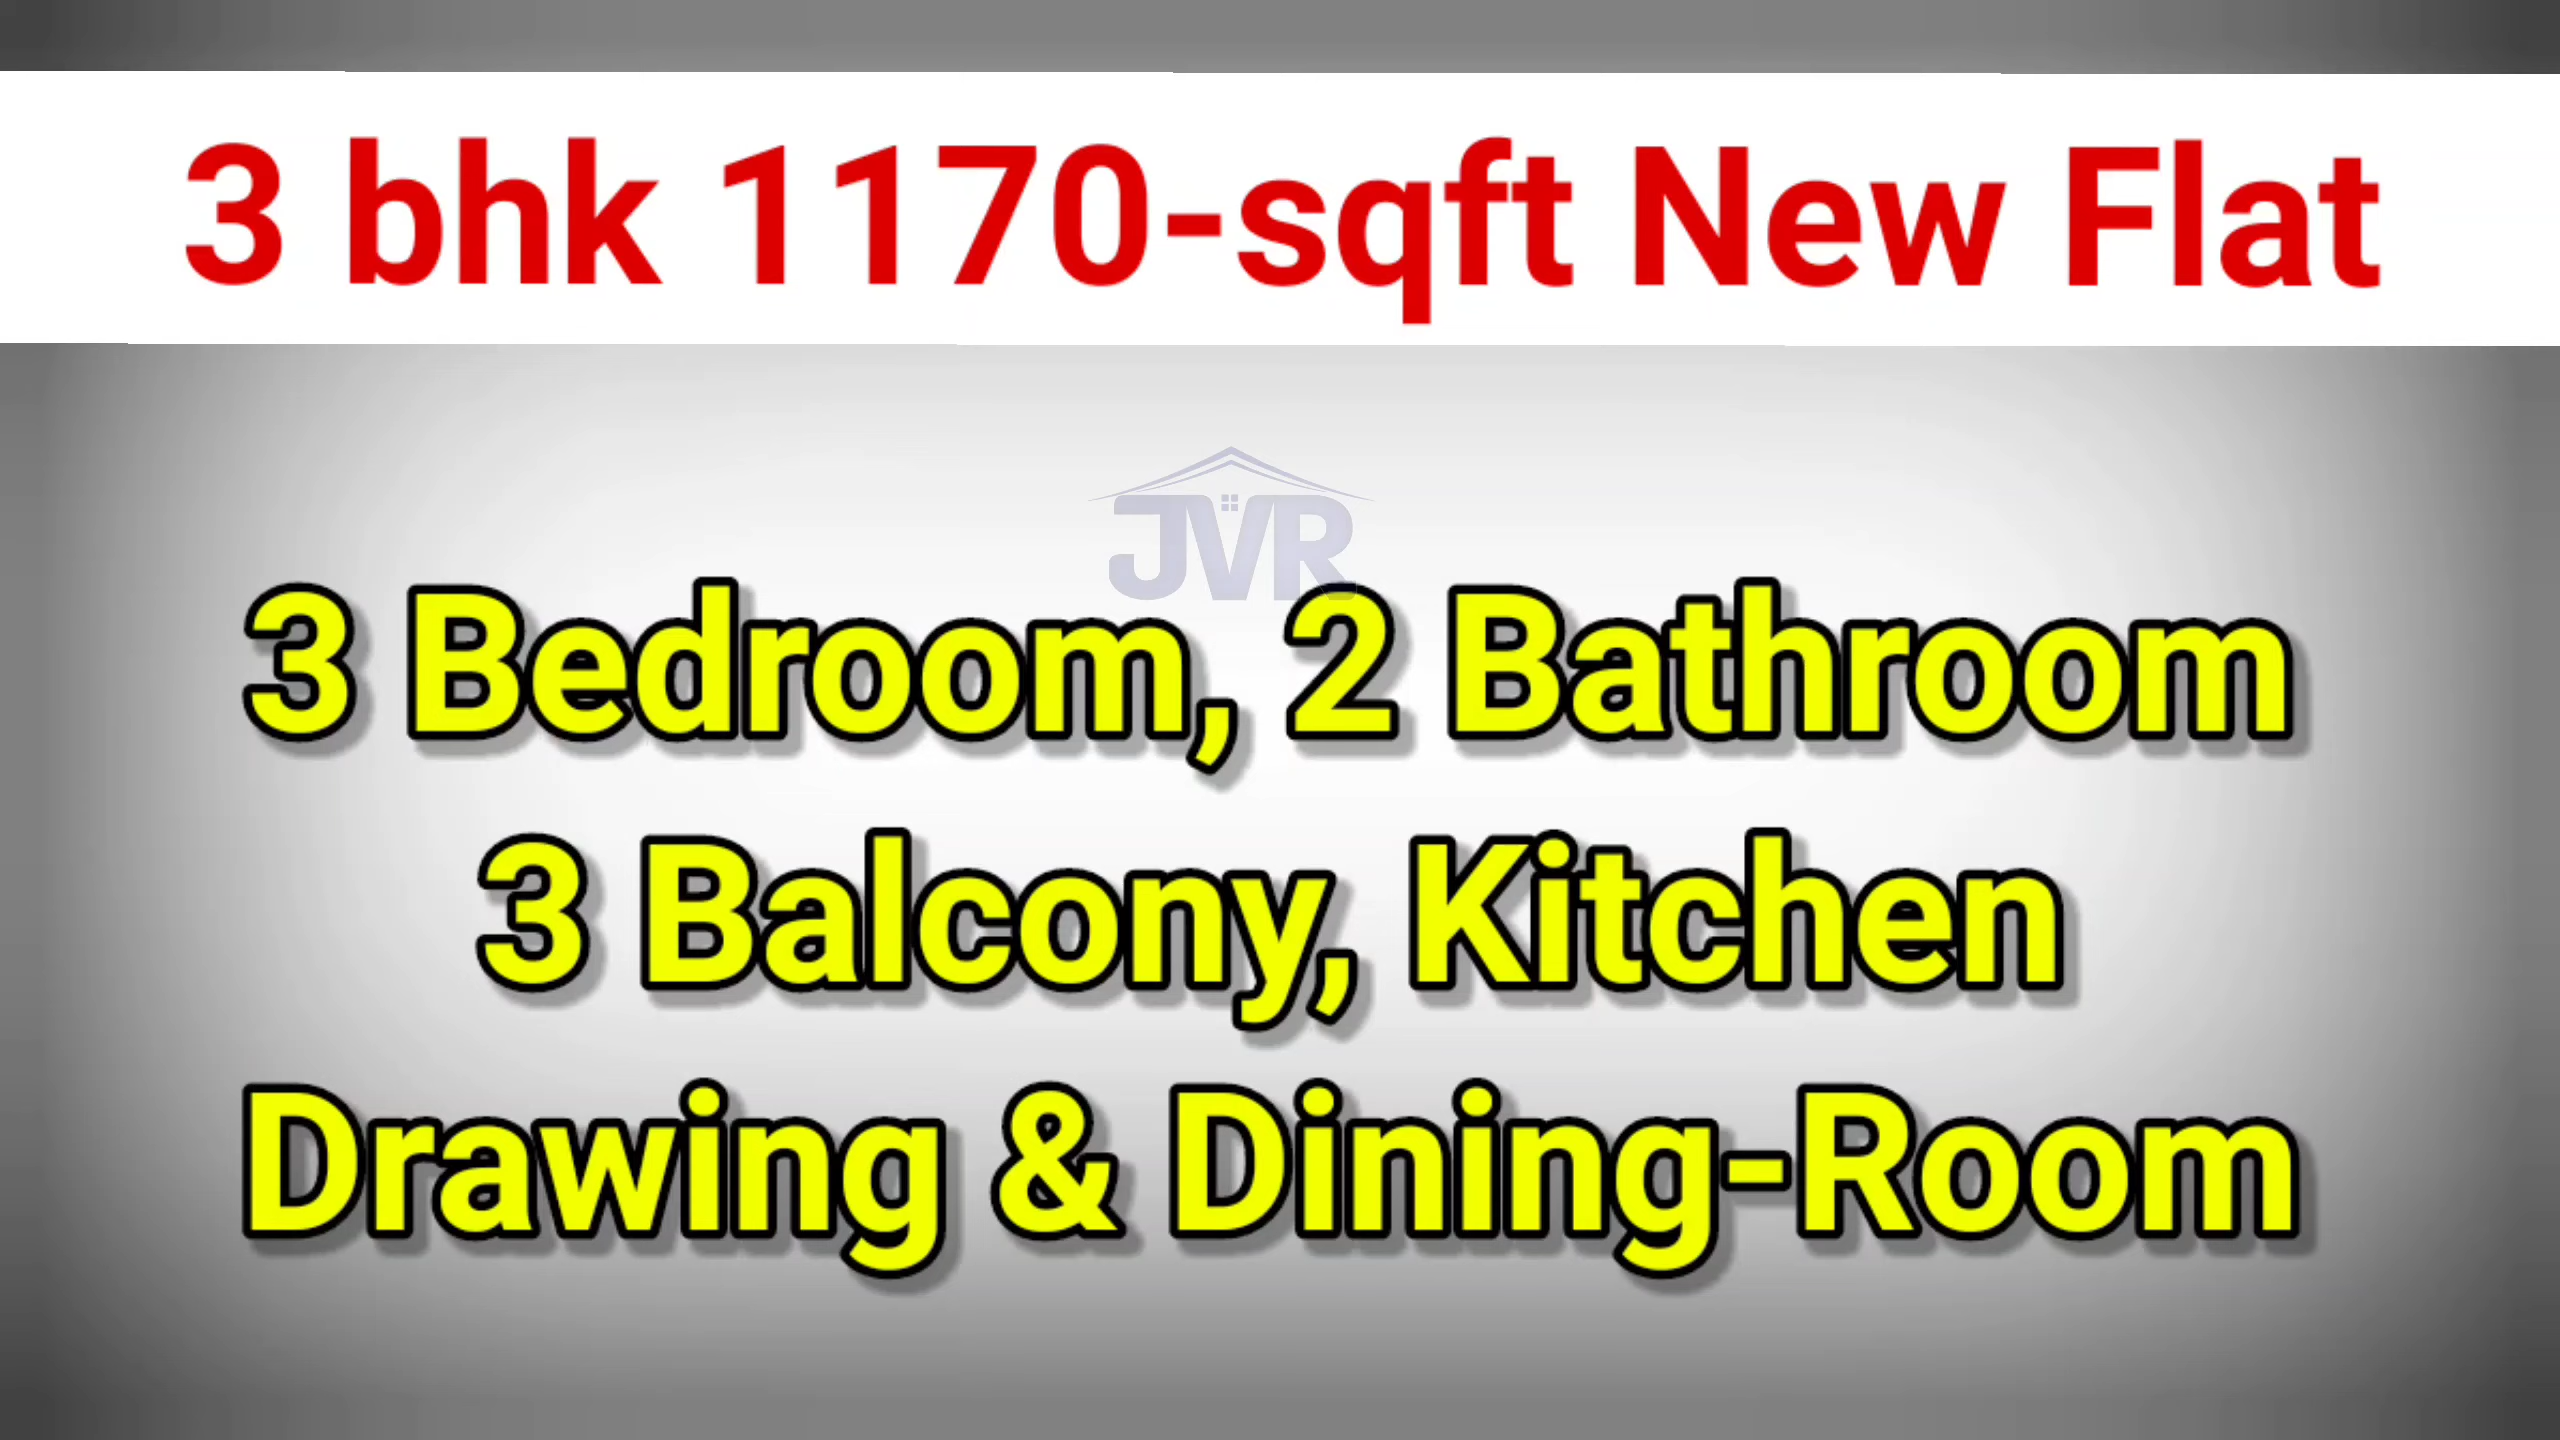 3 bhk 1170-sqft New Flat
JVR
3 Bedroom, 2 Bathroom
3 Balcony, Kitchen
Drawing & Dining-Room